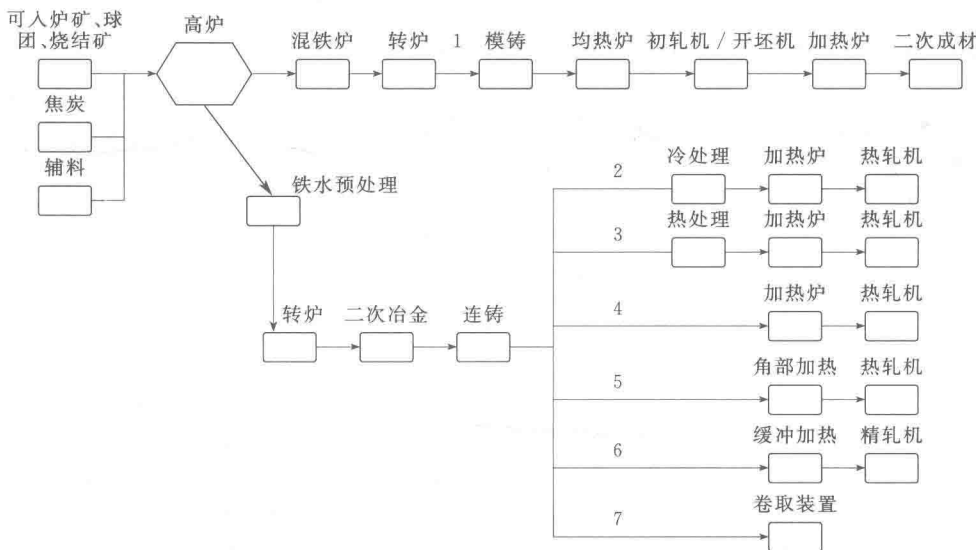 可入炉矿、球
团、烧结矿
高炉
混铁炉
转炉
1
模铸
均热炉
初轧机/开坯机
加热炉
二次成材
焦炭
辅料
铁水预处理
2
冷处理
加热炉
热轧机
3
热处理
加热炉
热轧机
转炉
二次冶金
连铸
4
加热炉
热轧机
5
角部加热
热轧机
6
缓冲加热
精轧机
7
卷取装置